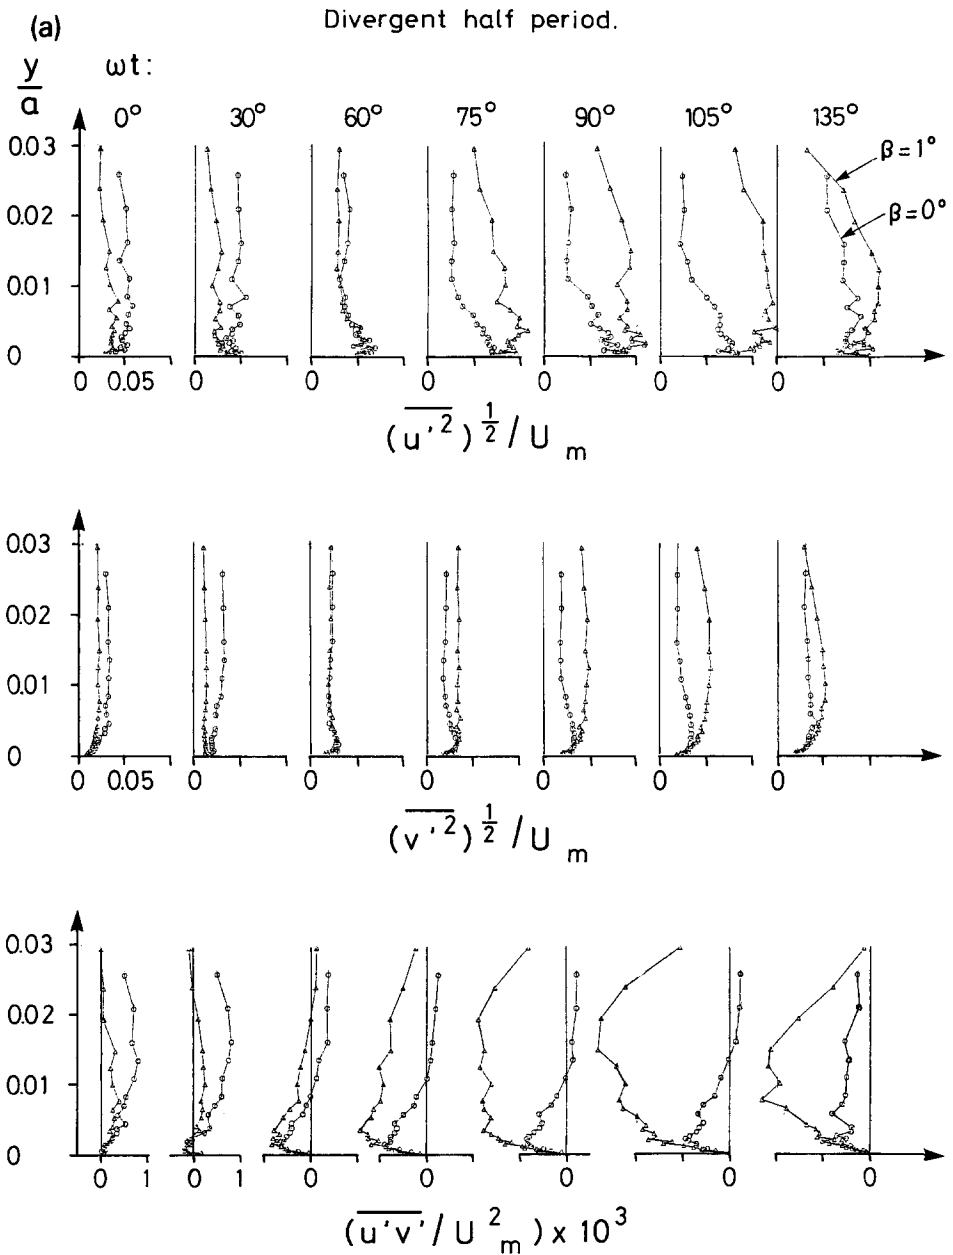 (a) Divergent half period.
y/a ωt:
0° 30° 60° 75° 90° 105° 135°
0.03
β=1°
0.02
β=0°
0.01
0
0 0.05 0 0 0 0 0 0
(u'²)^½ / U_m
0.03
0.02
0.01
0
0 0.05 0 0 0 0 0 0
(v'²)^½ / U_m
0.03
0.02
0.01
0
0 1 0 1 0 0 0 0 0
(u'v'/U²_m) x 10³